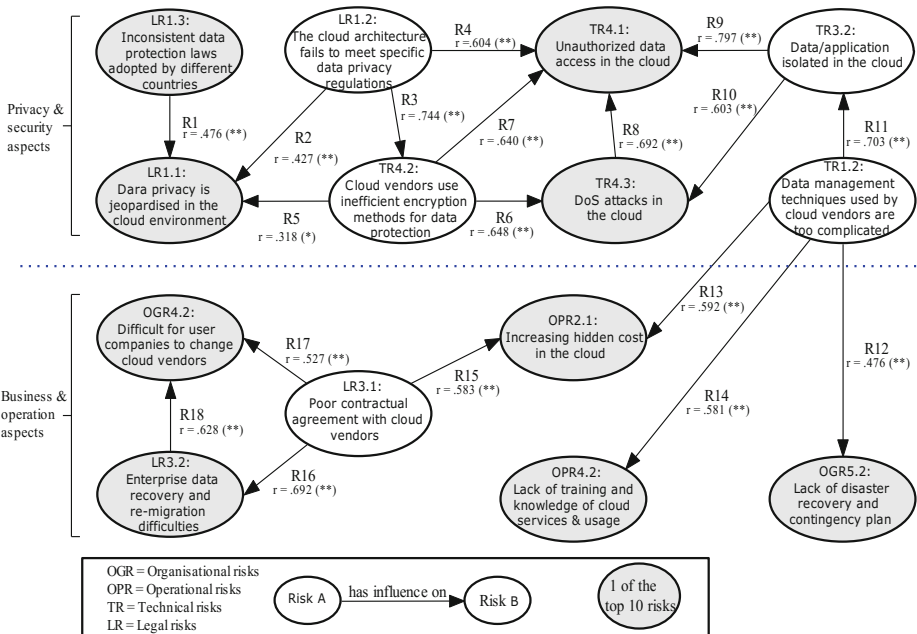 LR1.3:
Inconsistent data
protection laws
adopted by different
countries
LR1.2:
The cloud architecture
fails to meet specific
data privacy
regulations
R4
r =.604 (**)
TR4.1:
Unauthorized data
access in the cloud
R9
r =.797 (**)
TR3.2:
Data/application
isolated in the cloud
Privacy &
security
aspects
R1
r =.476 (**)
R2
r =.427 (**)
R3
r =.744 (**)
R7
r =.640 (**)
R8
r =.692 (**)
R10
r =.603 (**)
R11
r =.703 (**)
LR1.1:
Dara privacy is
jeopardised in the
cloud environment
R5
r =.318 (*)
TR4.2:
Cloud vendors use
inefficient encryption
methods for data
protection
R6
r =.648 (**)
TR4.3:
DoS attacks in
the cloud
TR1.2:
Data management
techniques used by
cloud vendors are
too complicated
OGR4.2:
Difficult for user
companies to change
cloud vendors
R17
r =.527 (**)
R15
r =.583 (**)
OPR2.1:
Increasing hidden cost
in the cloud
R13
r =.592 (**)
R12
r =.476 (**)
Business &
operation
aspects
R18
r =.628 (**)
LR3.1:
Poor contractual
agreement with cloud
vendors
R14
r =.581 (**)
LR3.2:
Enterprise data
recovery and
re-migration
difficulties
R16
r =.692 (**)
OPR4.2:
Lack of training and
knowledge of cloud
services & usage
OGR5.2:
Lack of disaster
recovery and
contingency plan
OGR = Organisational risks
OPR = Operational risks
TR = Technical risks
LR = Legal risks
Risk A
has influence on
Risk B
1 of the
top 10 risks